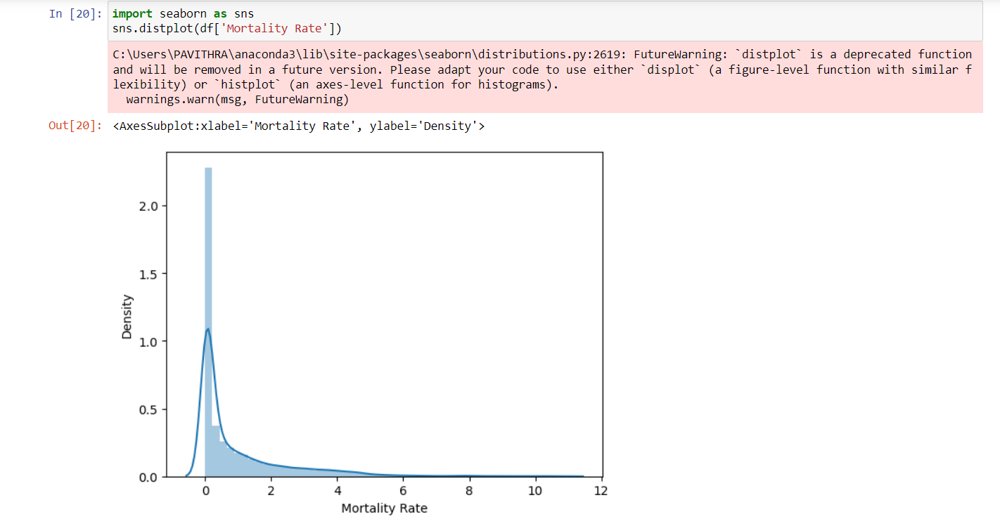 In [20]: import seaborn as sns
sns.distplot(df['Mortality Rate'])
C:\Users\PAVITHRA\anaconda3\lib\site-packages\seaborn\distributions.py:2619: FutureWarning: `distplot` is a deprecated function
and will be removed in a future version. Please adapt your code to use either `displot` (a figure-level function with similar f
lexibility) or `histplot` (an axes-level function for histograms).
  warnings.warn(msg, FutureWarning)
Out[20]: <AxesSubplot:xlabel='Mortality Rate', ylabel='Density'>
2.0
1.5
1.0
0.5
0.0
Density
0 2 4 6 8 10 12
Mortality Rate